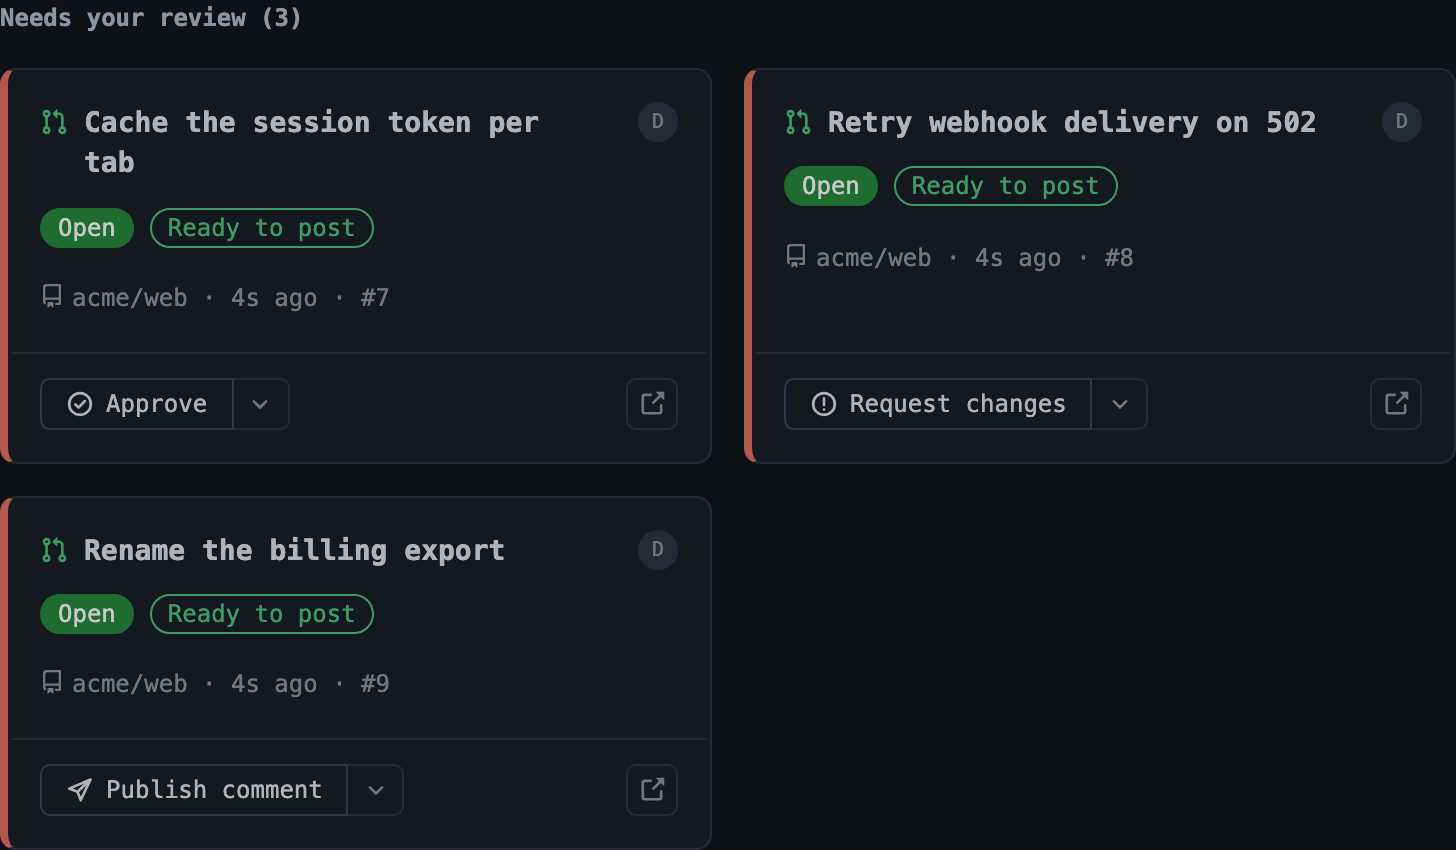 Needs your review (3)
Cache the session token per
tab
D
Open
Ready to post
acme/web · 4s ago · #7
Approve
Retry webhook delivery on 502
D
Open
Ready to post
acme/web · 4s ago · #8
Request changes
Rename the billing export
D
Open
Ready to post
acme/web · 4s ago · #9
Publish comment